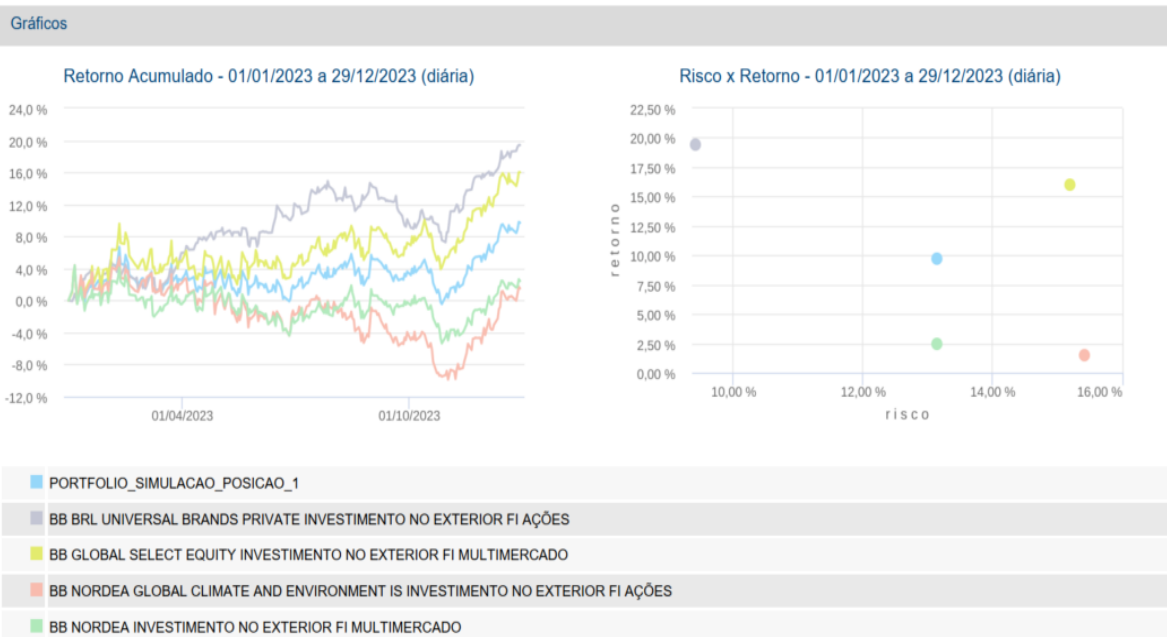 Gráficos
Retorno Acumulado - 01/01/2023 a 29/12/2023 (diária)
24,0 %
20,0 %
16,0 %
12,0 %
8,0 %
4,0 %
0,0 %
-4,0 %
-8,0 %
-12,0 %
01/04/2023
01/10/2023
Risco x Retorno - 01/01/2023 a 29/12/2023 (diária)
22,50 %
20,00 %
17,50 %
15,00 %
12,50 %
10,00 %
7,50 %
5,00 %
2,50 %
0,00 %
retorno
10,00 %
12,00 %
14,00 %
16,00 %
risco
PORTFOLIO_SIMULACAO_POSICAO_1
BB BRL UNIVERSAL BRANDS PRIVATE INVESTIMENTO NO EXTERIOR FI AÇÕES
BB GLOBAL SELECT EQUITY INVESTIMENTO NO EXTERIOR FI MULTIMERCADO
BB NORDEA GLOBAL CLIMATE AND ENVIRONMENT IS INVESTIMENTO NO EXTERIOR FI AÇÕES
BB NORDEA INVESTIMENTO NO EXTERIOR FI MULTIMERCADO